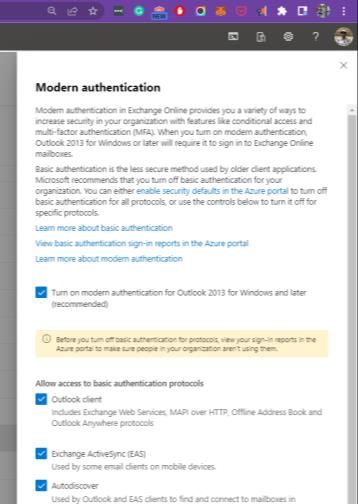 NEW
?
Modern authentication
Modern authentication in Exchange Online provides you a variety of ways to
increase security in your organization with features like conditional access and
multi-factor authentication (MFA). When you turn on modern authentication,
Outlook 2013 for Windows or later will require it to sign in to Exchange Online
mailboxes.
Basic authentication is the less secure method used by older client applications.
Microsoft recommends that you turn off basic authentication for your
organization. You can either enable security defaults in the Azure portal to turn off
basic authentication for all protocols, or use the controls below to turn it off for
specific protocols.
Learn more about basic authentication
View basic authentication sign-in reports in the Azure portal
Learn more about modern authentication
Turn on modern authentication for Outlook 2013 for Windows and later
(recommended)
Before you turn off basic authentication for protocols, view your sign-in reports in the
Azure portal to make sure people in your organization aren't using them.
Allow access to basic authentication protocols
Outlook client
Includes Exchange Web Services, MAPI over HTTP, Offline Address Book and
Outlook Anywhere protocols
Exchange ActiveSync (EAS)
Used by some email clients on mobile devices.
Autodiscover
Used by Outlook and EAS clients to find and connect to mailboxes in